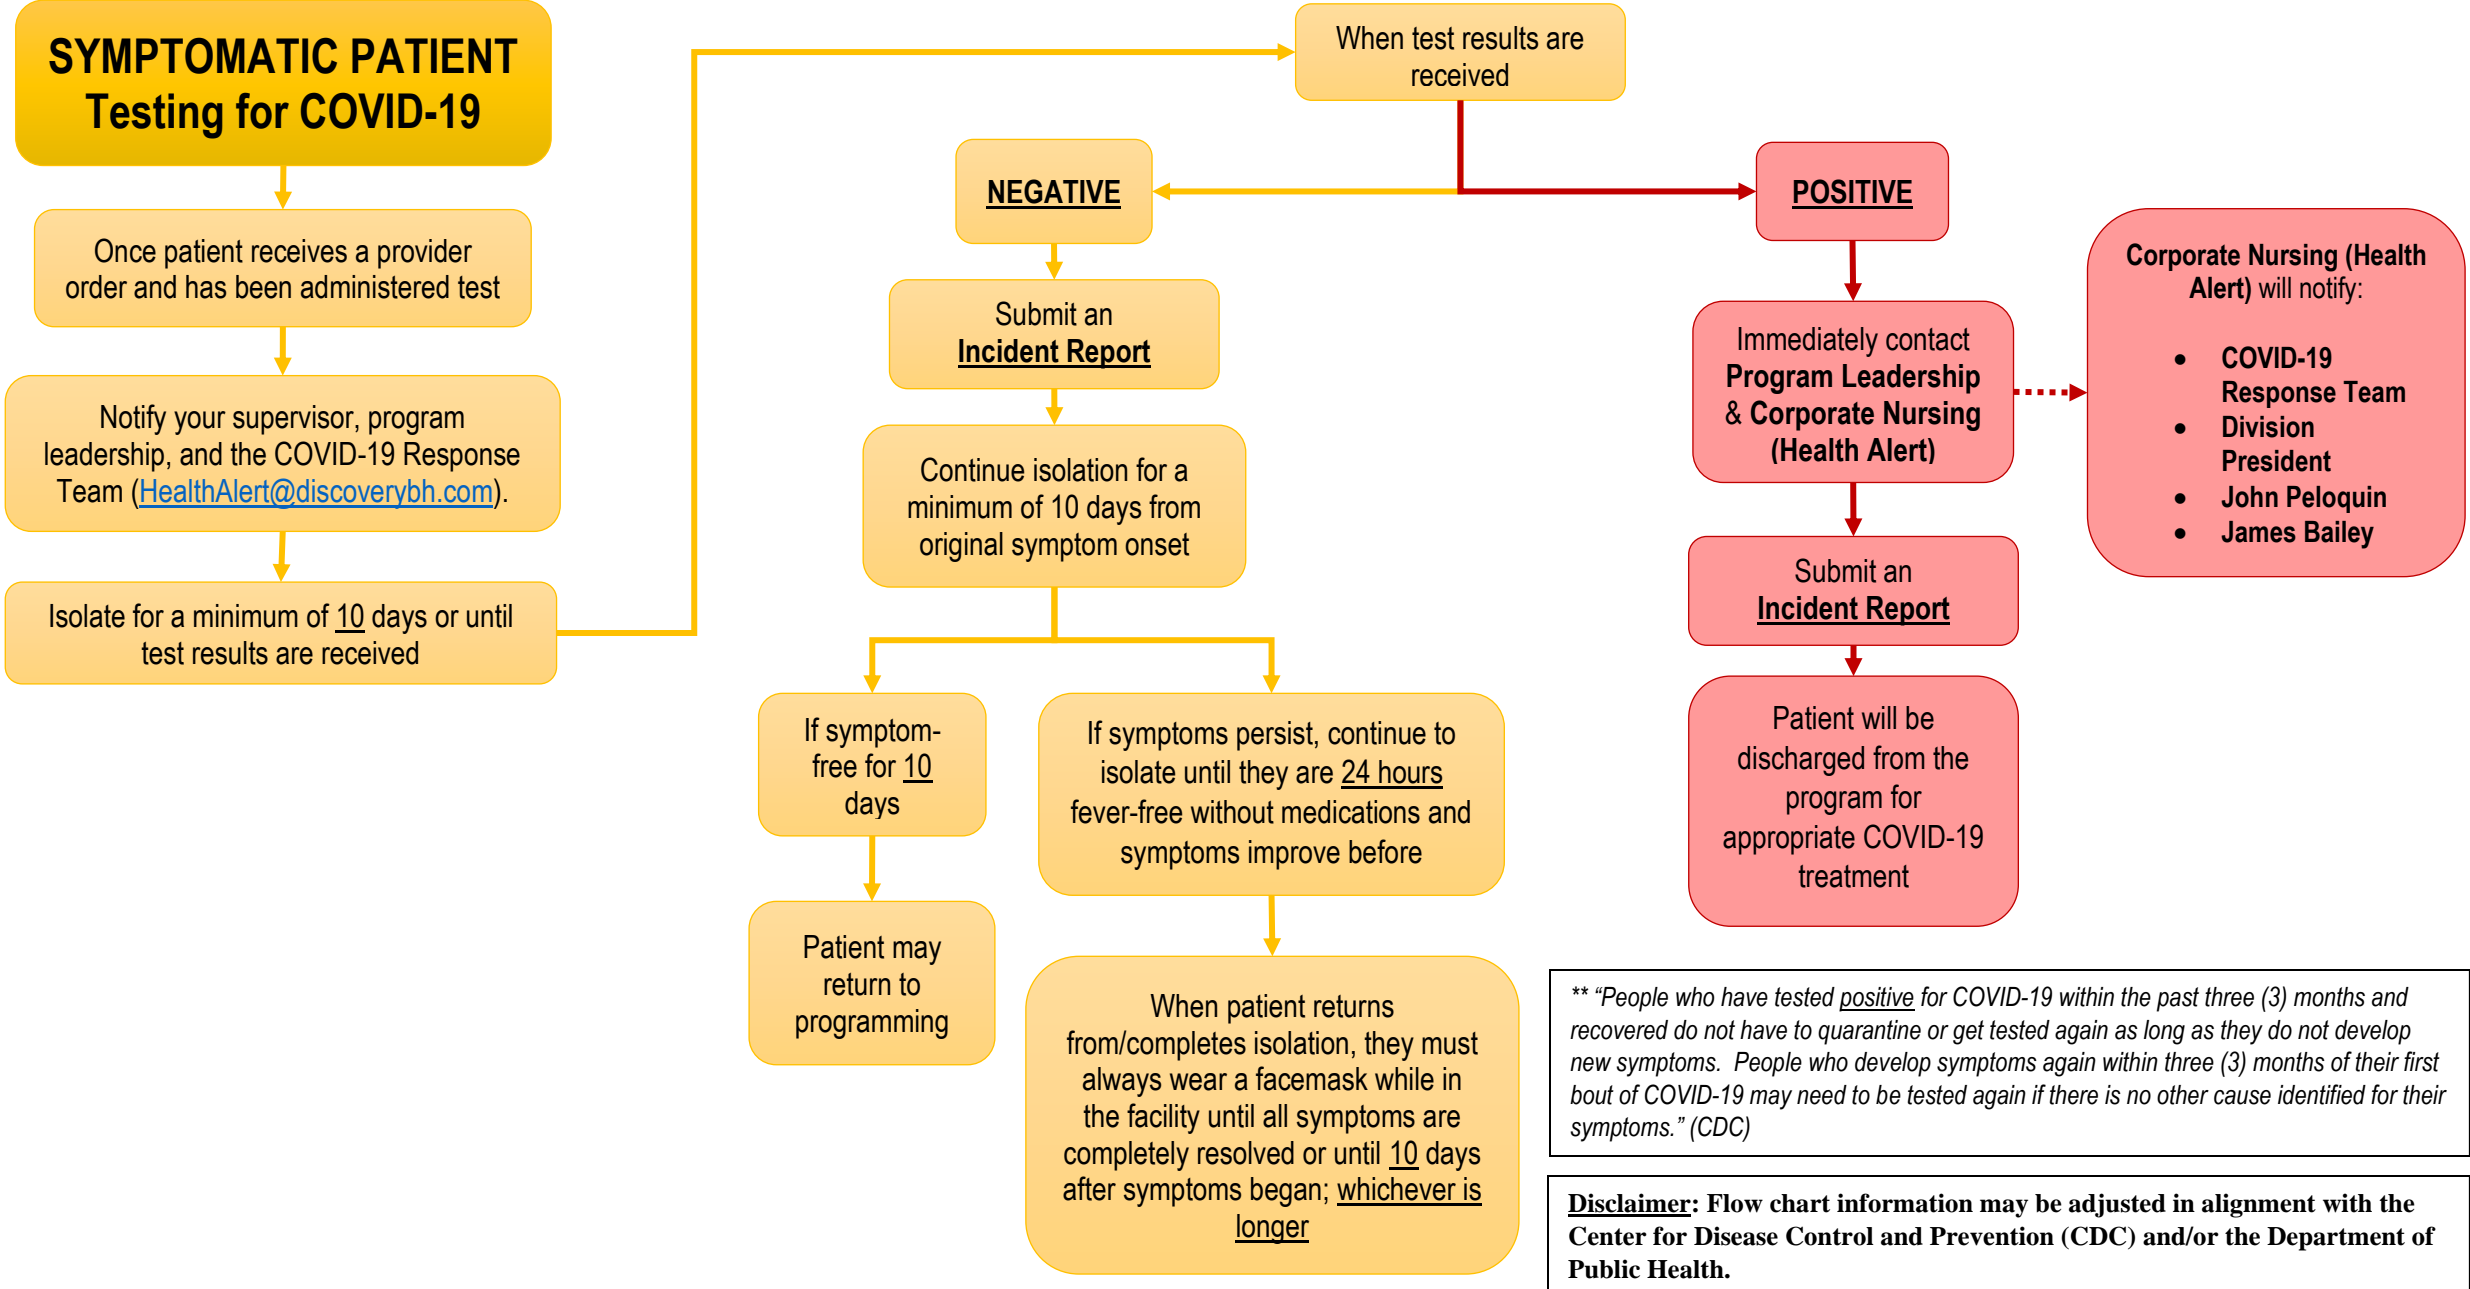 SYMPTOMATIC PATIENT
Testing for COVID-19
Once patient receives a provider
order and has been administered test
Notify your supervisor, program
leadership, and the COVID-19 Response
Team (HealthAlert@discoverybh.com).
Isolate for a minimum of 10 days or until
test results are received
When test results are
received
NEGATIVE
Submit an
Incident Report
Continue isolation for a
minimum of 10 days from
original symptom onset
If symptom-
free for 10
days
Patient may
return to
programming
If symptoms persist, continue to
isolate until they are 24 hours
fever-free without medications and
symptoms improve before
When patient returns
from/completes isolation, they must
always wear a facemask while in
the facility until all symptoms are
completely resolved or until 10 days
after symptoms began; whichever is
longer
POSITIVE
Immediately contact
Program Leadership
& Corporate Nursing
(Health Alert)
Submit an
Incident Report
Patient will be
discharged from the
program for
appropriate COVID-19
treatment
Corporate Nursing (Health
Alert) will notify:
• COVID-19
Response Team
• Division
President
• John Peloquin
• James Bailey
** “People who have tested positive for COVID-19 within the past three (3) months and
recovered do not have to quarantine or get tested again as long as they do not develop
new symptoms.  People who develop symptoms again within three (3) months of their first
bout of COVID-19 may need to be tested again if there is no other cause identified for their
symptoms.” (CDC)
Disclaimer: Flow chart information may be adjusted in alignment with the
Center for Disease Control and Prevention (CDC) and/or the Department of
Public Health.